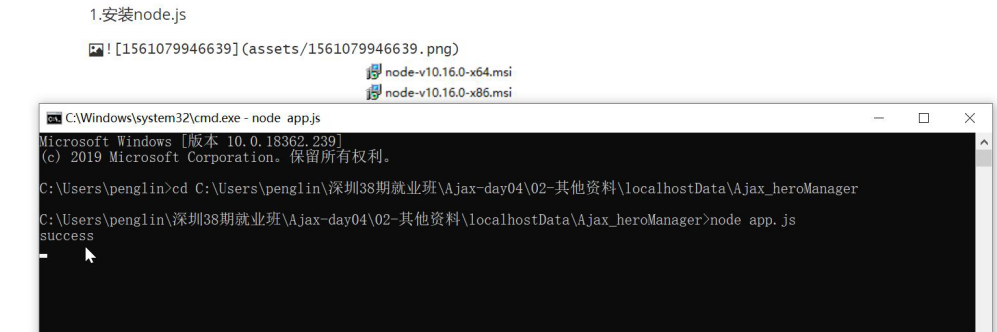 1.安装node.js
![1561079946639](assets/1561079946639.png)
node-v10.16.0-x64.msi
node-v10.16.0-x86.msi
C:\Windows\system32\cmd.exe - node  app.js
Microsoft Windows [版本 10.0.18362.239]
(c) 2019 Microsoft Corporation。保留所有权利。
C:\Users\penglin>cd C:\Users\penglin\深圳38期就业班\Ajax-day04\02-其他资料\localhostData\Ajax_heroManager
C:\Users\penglin\深圳38期就业班\Ajax-day04\02-其他资料\localhostData\Ajax_heroManager>node app.js
success